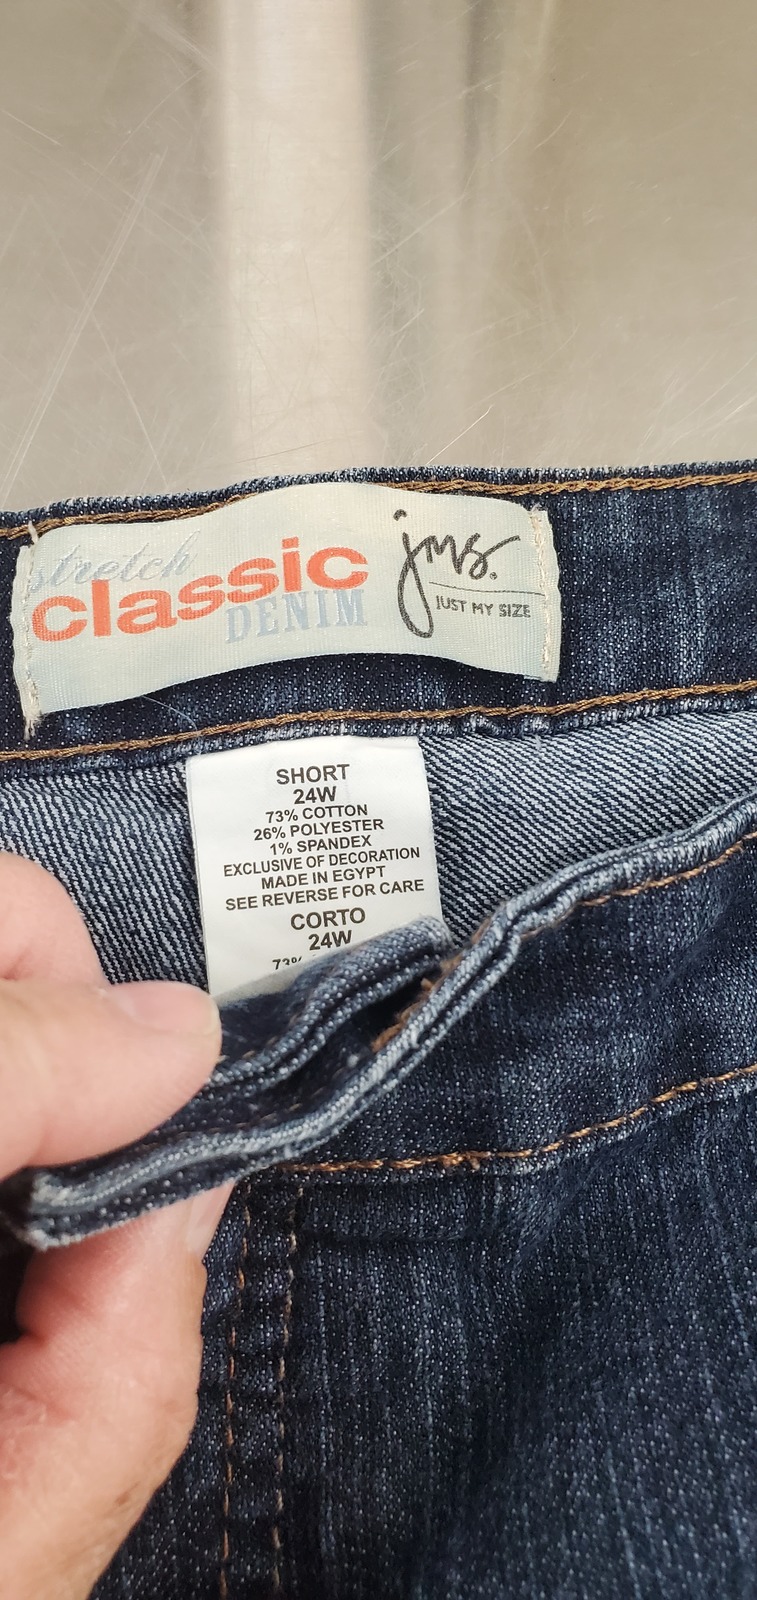 stretch
classic
DENIM
jms.
JUST MY SIZE
SHORT
24W
73% COTTON
26% POLYESTER
1% SPANDEX
EXCLUSIVE OF DECORATION
MADE IN EGYPT
SEE REVERSE FOR CARE
CORTO
24W
73%